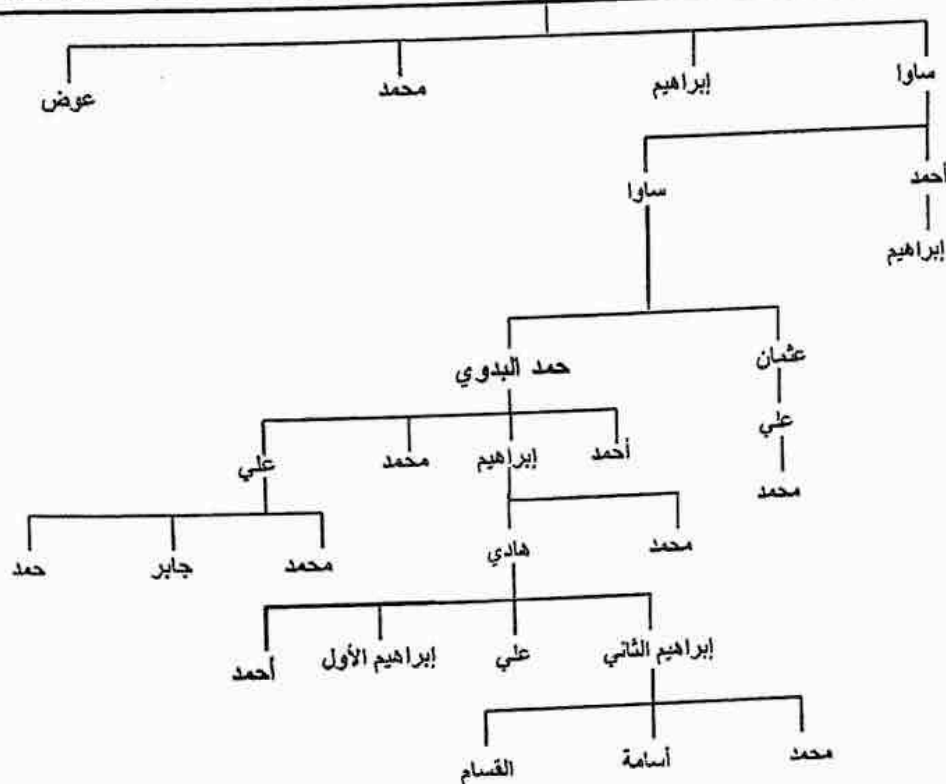 ساوا إبراهيم محمد عوض
أحمد ساوا
إبراهيم
عثمان حمد البدوي
علي
أحمد إبراهيم محمد علي
محمد
محمد هادي محمد جابر حمد
إبراهيم الثاني علي إبراهيم الأول أحمد
محمد أسامة القسام